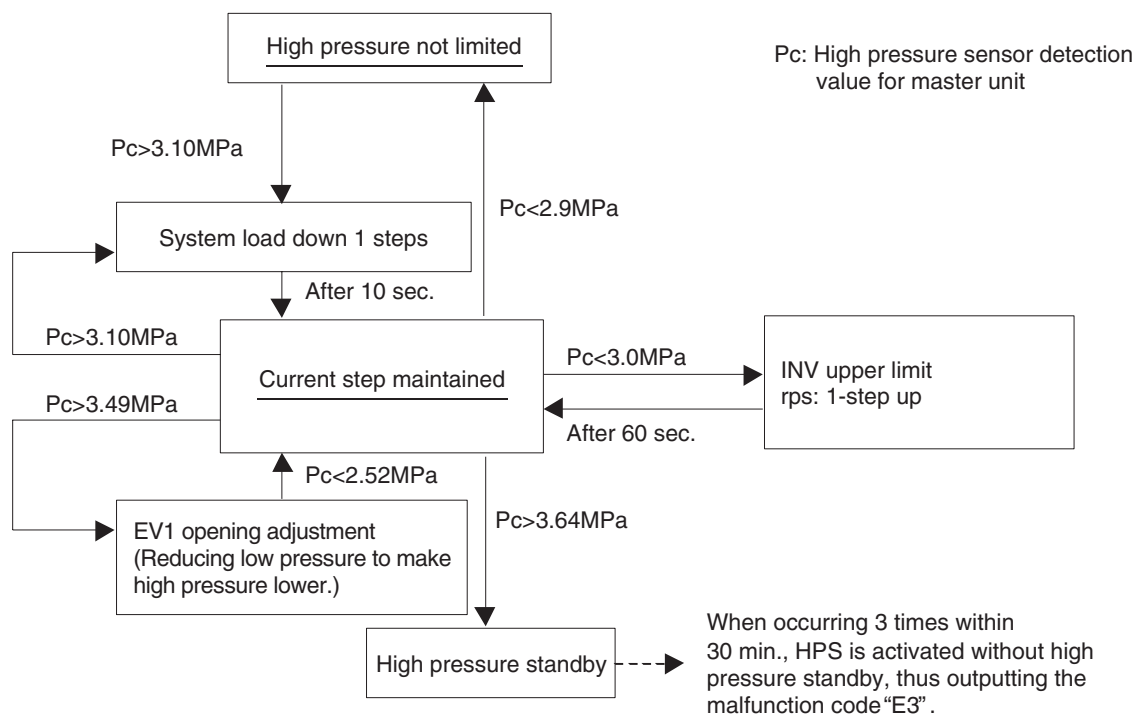 High pressure not limited
Pc: High pressure sensor detection
value for master unit
Pc>3.10MPa
Pc<2.9MPa
System load down 1 steps
After 10 sec.
Pc>3.10MPa
Current step maintained
Pc<3.0MPa
INV upper limit
rps: 1-step up
Pc>3.49MPa
After 60 sec.
Pc<2.52MPa
EV1 opening adjustment
(Reducing low pressure to make
high pressure lower.)
Pc>3.64MPa
High pressure standby
When occurring 3 times within
30 min., HPS is activated without high
pressure standby, thus outputting the
malfunction code “E3”.